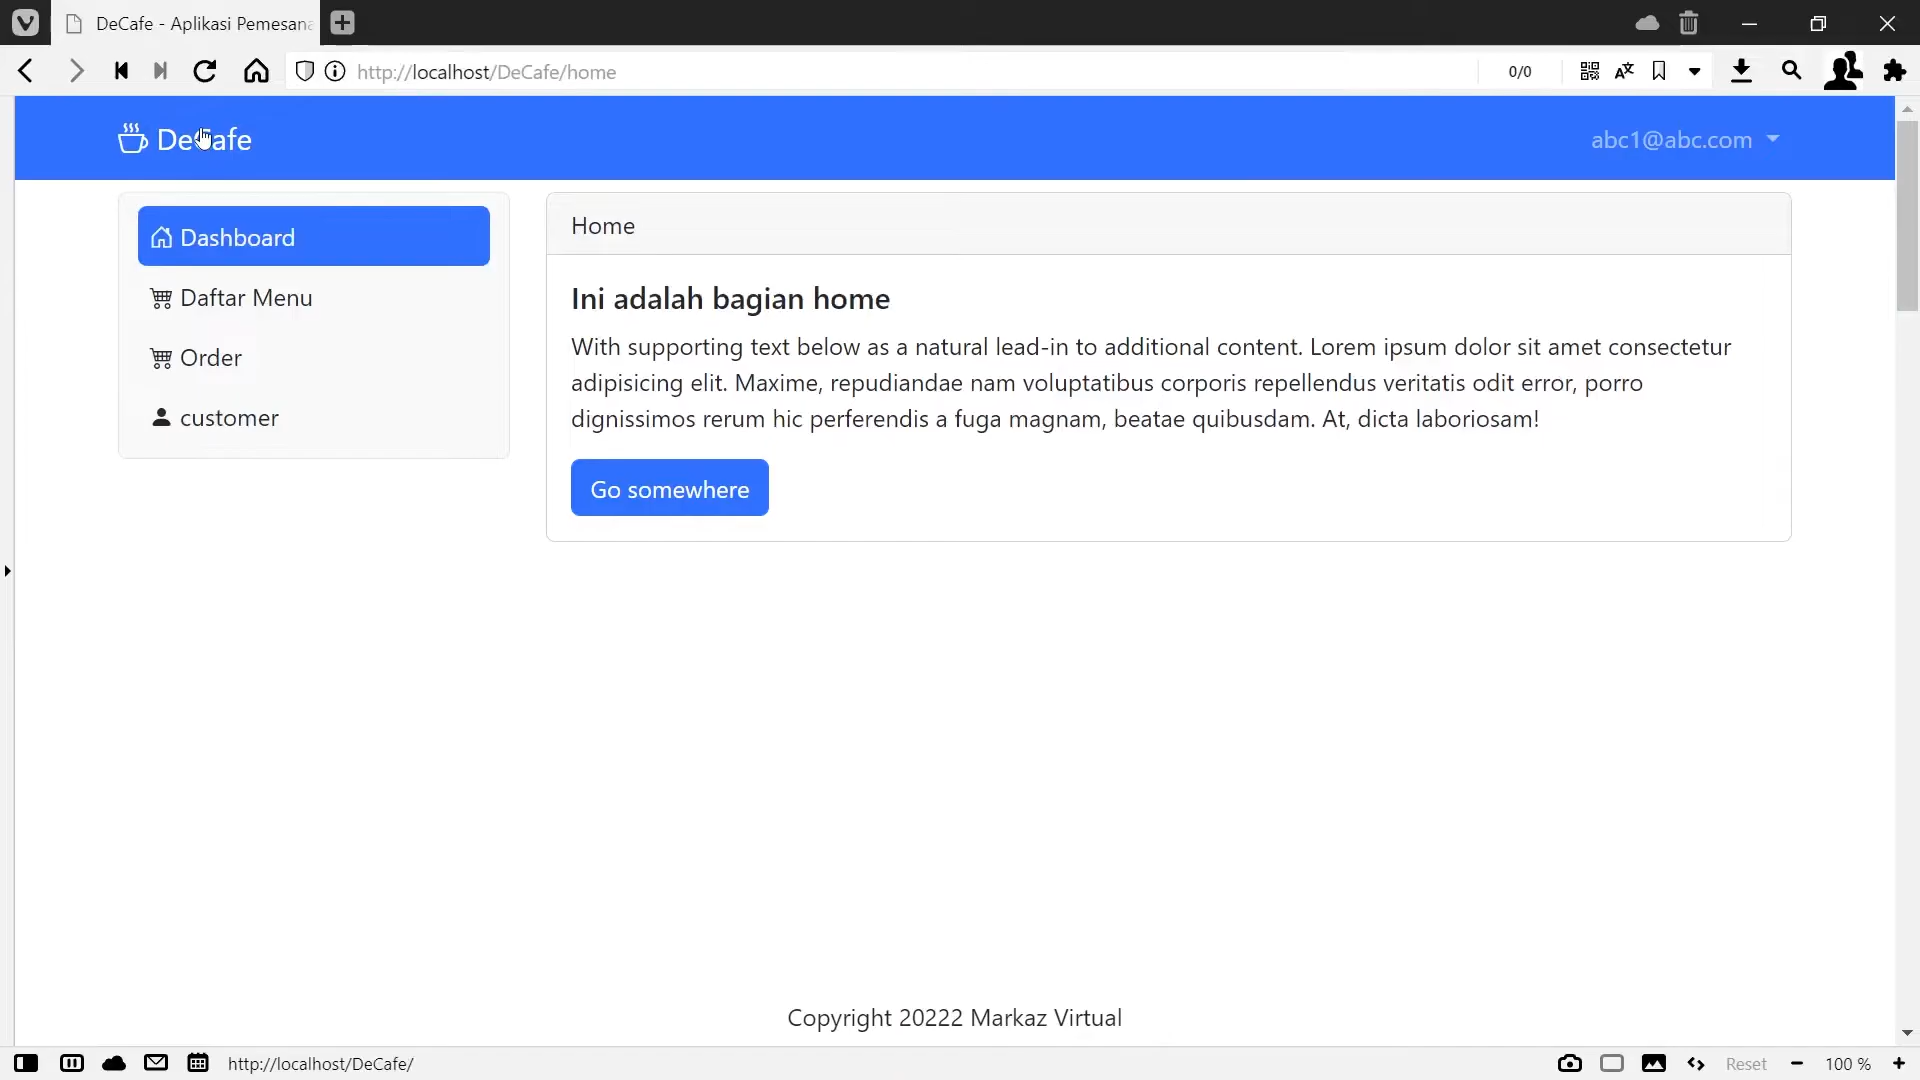 DeCafe - Aplikasi Pemesana
http://localhost/DeCafe/home
0/0
DeCafe
abc1@abc.com
Dashboard
Daftar Menu
Order
customer
Home
Ini adalah bagian home
With supporting text below as a natural lead-in to additional content. Lorem ipsum dolor sit amet consectetur
adipisicing elit. Maxime, repudiandae nam voluptatibus corporis repellendus veritatis odit error, porro
dignissimos rerum hic perferendis a fuga magnam, beatae quibusdam. At, dicta laboriosam!
Go somewhere
Copyright 20222 Markaz Virtual
http://localhost/DeCafe/
Reset
100 %